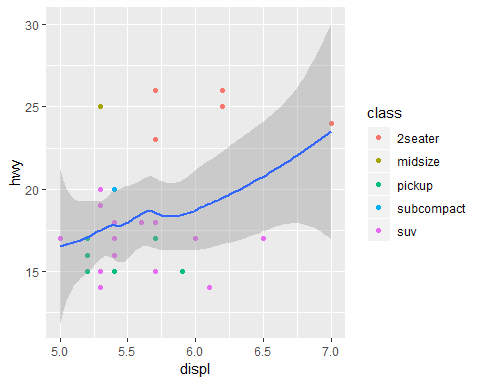 30
25
20
15
hwy
5.0 5.5 6.0 6.5 7.0
displ
class
2seater
midsize
pickup
subcompact
suv